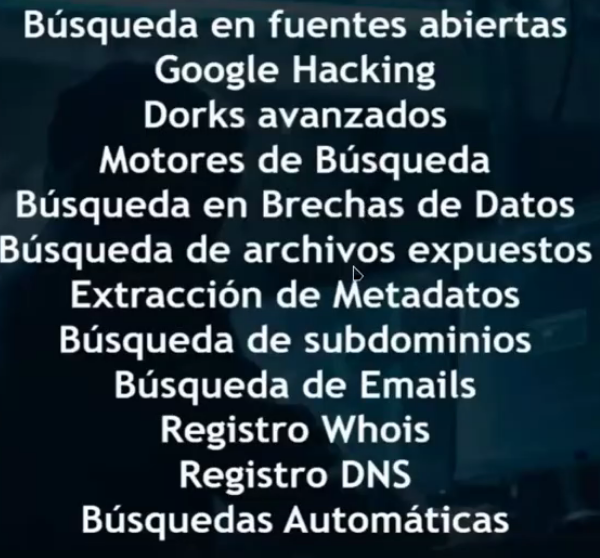 Búsqueda en fuentes abiertas
Google Hacking
Dorks avanzados
Motores de Búsqueda
Búsqueda en Brechas de Datos
Búsqueda de archivos expuestos
Extracción de Metadatos
Búsqueda de subdominios
Búsqueda de Emails
Registro Whois
Registro DNS
Búsquedas Automáticas